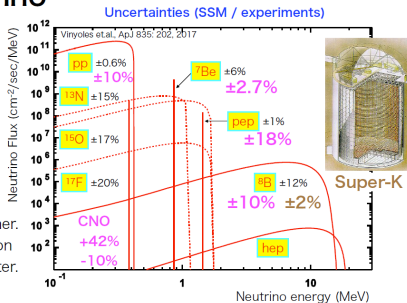 Uncertainties (SSM / experiments)
Vinyoles et.al., ApJ 835: 202, 2017
Neutrino Flux (cm⁻²/sec/MeV)
10¹²
10¹¹
10¹⁰
10⁹
10⁸
10⁷
10⁶
10⁵
10⁴
10³
10²
pp ±0.6%
±10%
⁷Be ±6%
±2.7%
¹³N ±15%
pep ±1%
±18%
¹⁵O ±17%
¹⁷F ±20%
⁸B ±12%
±10% ±2%
CNO
+42%
-10%
hep
Super-K
10⁻¹ 1 10
Neutrino energy (MeV)
her.
on
ter.